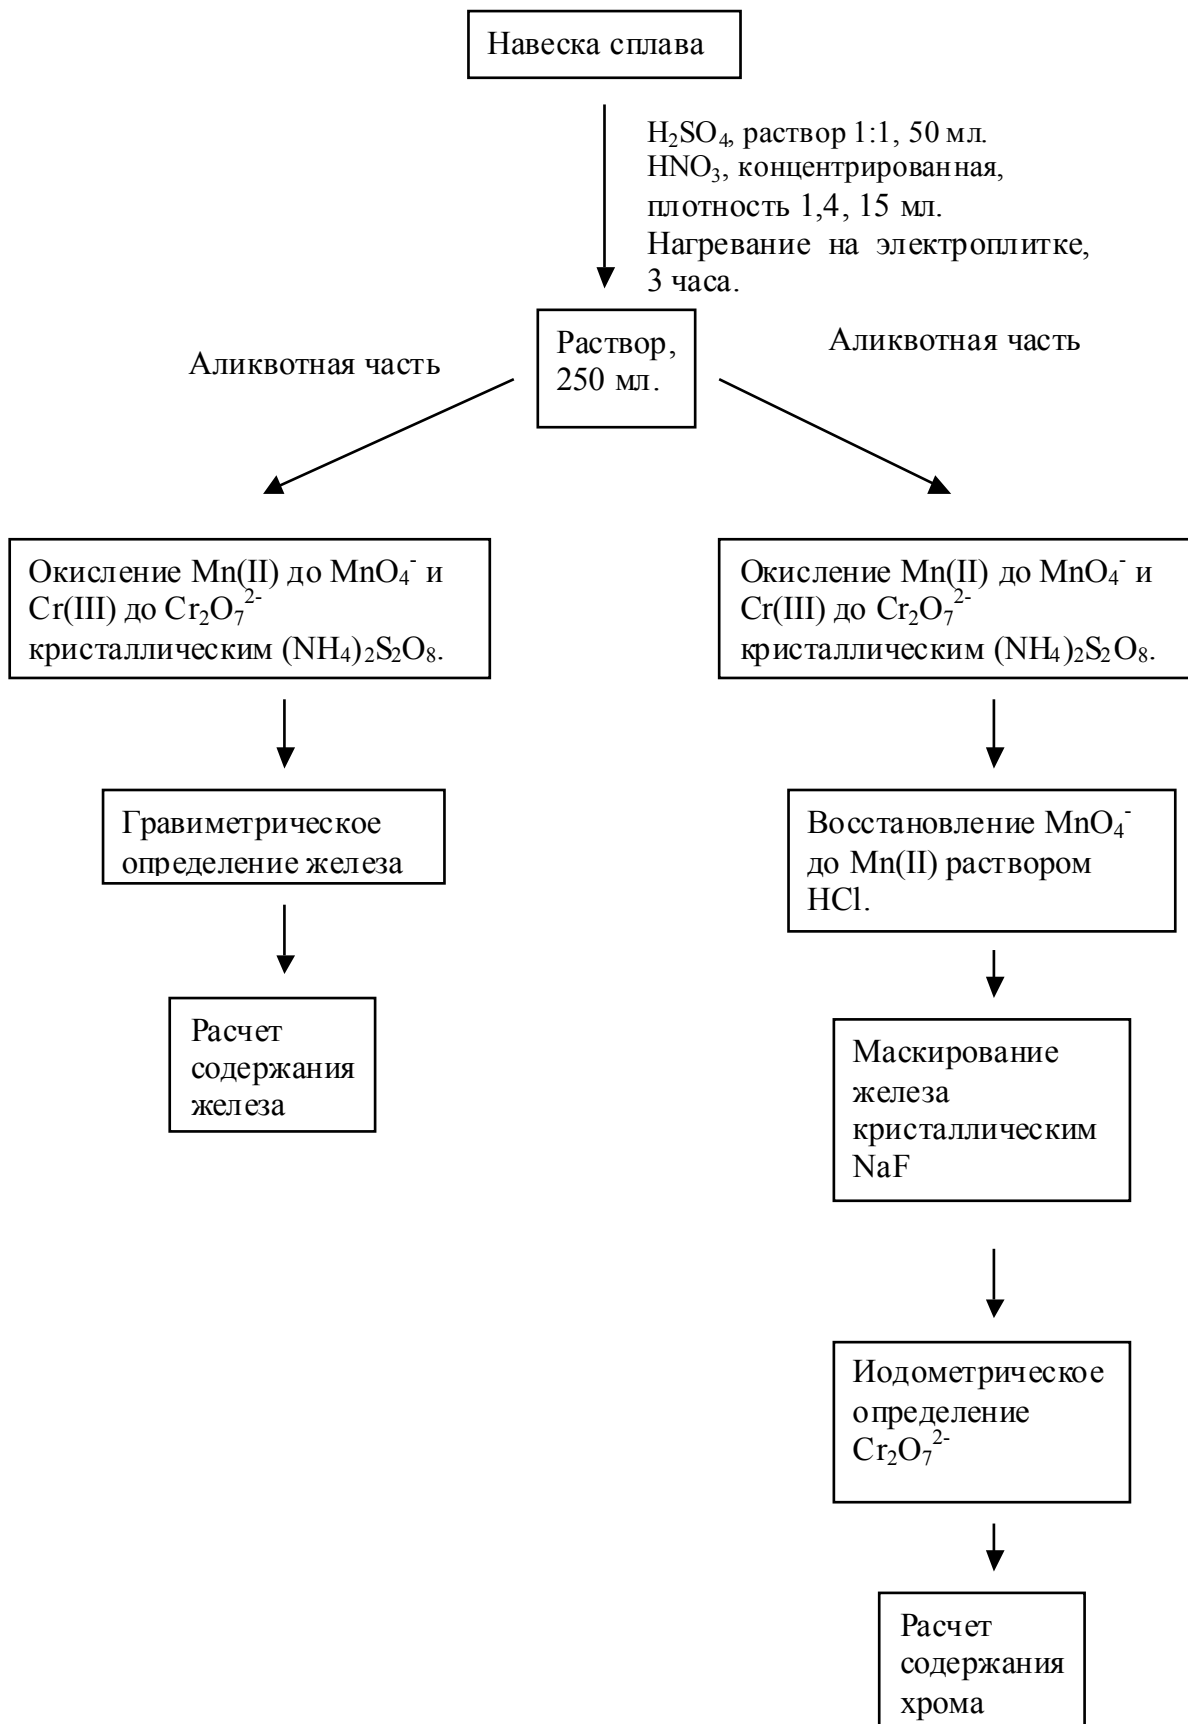 Навеска сплава
H₂SO₄, раствор 1:1, 50 мл.
HNO₃, концентрированная,
плотность 1,4, 15 мл.
Нагревание на электроплитке,
3 часа.
Аликвотная часть
Раствор,
250 мл.
Аликвотная часть
Окисление Mn(II) до MnO₄⁻ и
Cr(III) до Cr₂O₇²⁻
кристаллическим (NH₄)₂S₂O₈.
Гравиметрическое
определение железа
Расчет
содержания
железа
Окисление Mn(II) до MnO₄⁻ и
Cr(III) до Cr₂O₇²⁻
кристаллическим (NH₄)₂S₂O₈.
Восстановление MnO₄⁻
до Mn(II) раствором
HCl.
Маскирование
железа
кристаллическим
NaF
Иодометрическое
определение
Cr₂O₇²⁻
Расчет
содержания
хрома